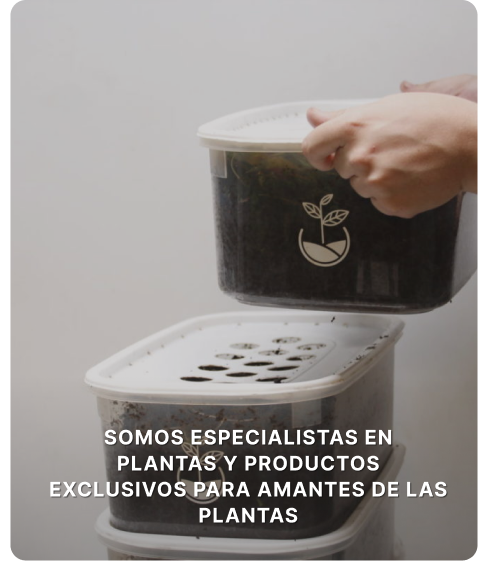 SOMOS ESPECIALISTAS EN
PLANTAS Y PRODUCTOS
EXCLUSIVOS PARA AMANTES DE LAS
PLANTAS